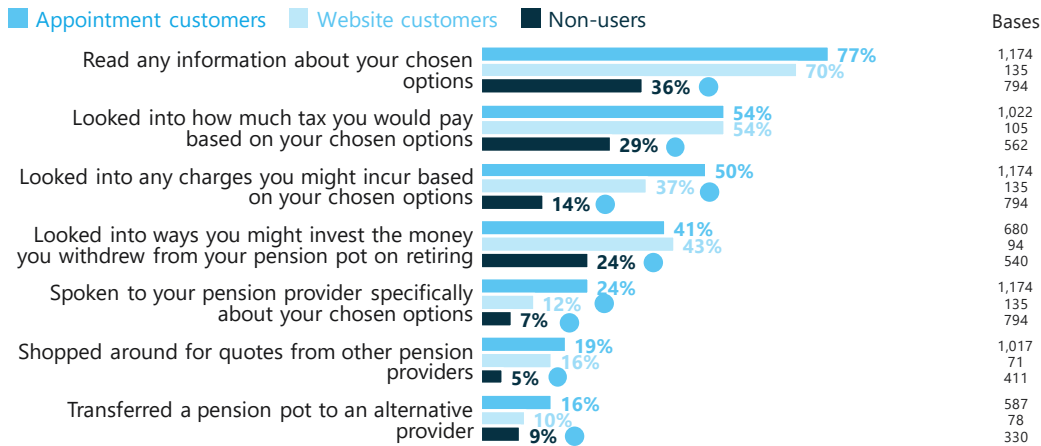 Appointment customers Website customers Non-users Bases
Read any information about your chosen options
77% 1,174
70% 135
36% 794
Looked into how much tax you would pay based on your chosen options
54% 1,022
54% 105
29% 562
Looked into any charges you might incur based on your chosen options
50% 1,174
37% 135
14% 794
Looked into ways you might invest the money you withdrew from your pension pot on retiring
41% 680
43% 94
24% 540
Spoken to your pension provider specifically about your chosen options
24% 1,174
12% 135
7% 794
Shopped around for quotes from other pension providers
19% 1,017
16% 71
5% 411
Transferred a pension pot to an alternative provider
16% 587
10% 78
9% 330